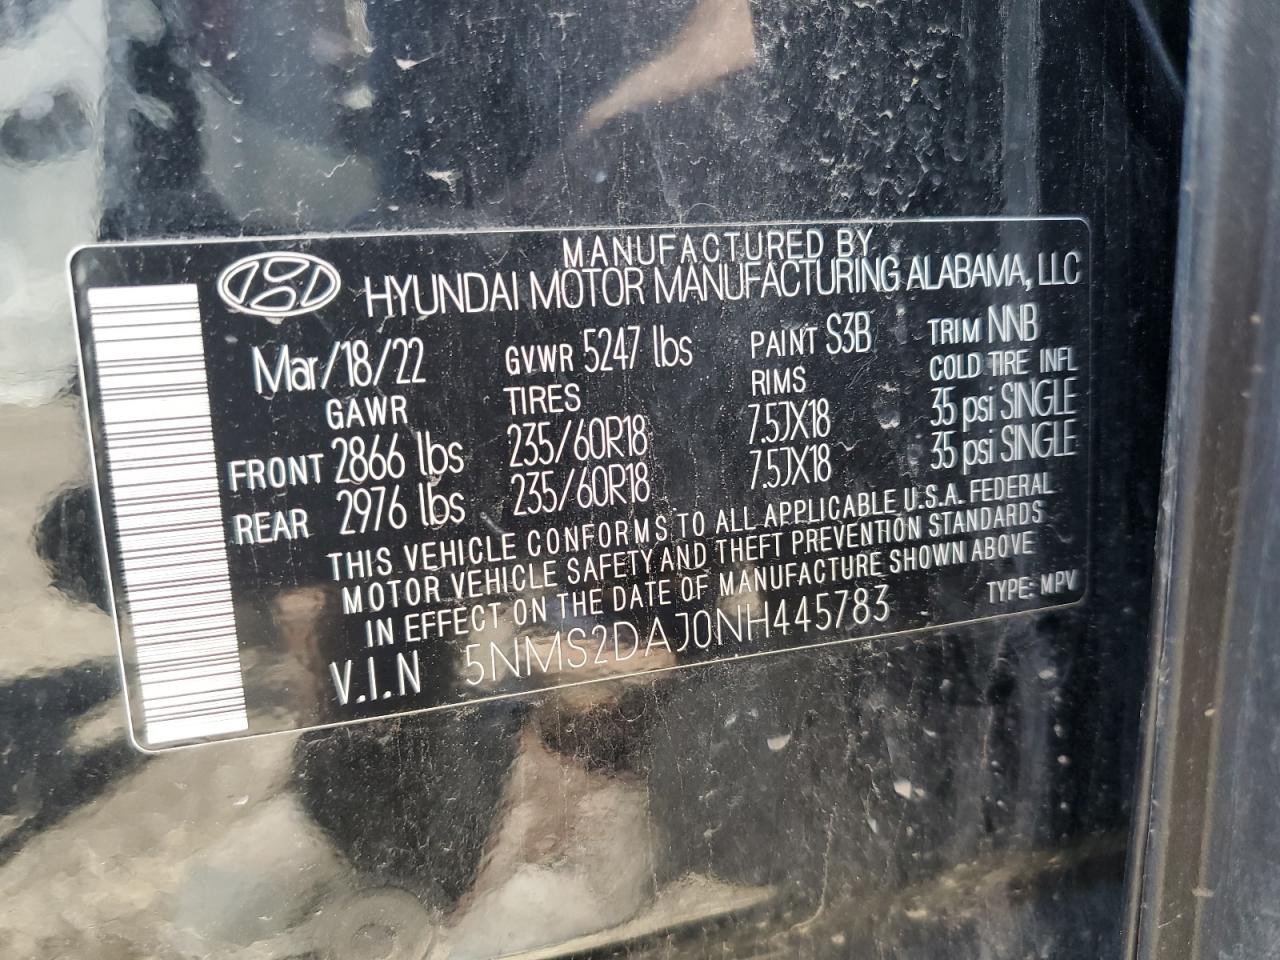 MANUFACTURED BY
HYUNDAI MOTOR MANUFACTURING ALABAMA, LLC
Mar/18/22 GVWR 5247 lbs PAINT S3B TRIM NNB
GAWR TIRES RIMS COLD TIRE INFL
FRONT 2866 lbs 235/60R18 7.5JX18 35 psi SINGLE
REAR 2976 lbs 235/60R18 7.5JX18 35 psi SINGLE
THIS VEHICLE CONFORMS TO ALL APPLICABLE U.S.A. FEDERAL
MOTOR VEHICLE SAFETY AND THEFT PREVENTION STANDARDS
IN EFFECT ON THE DATE OF MANUFACTURE SHOWN ABOVE
V.I.N 5NMS2DAJ0NH445783 TYPE: MPV